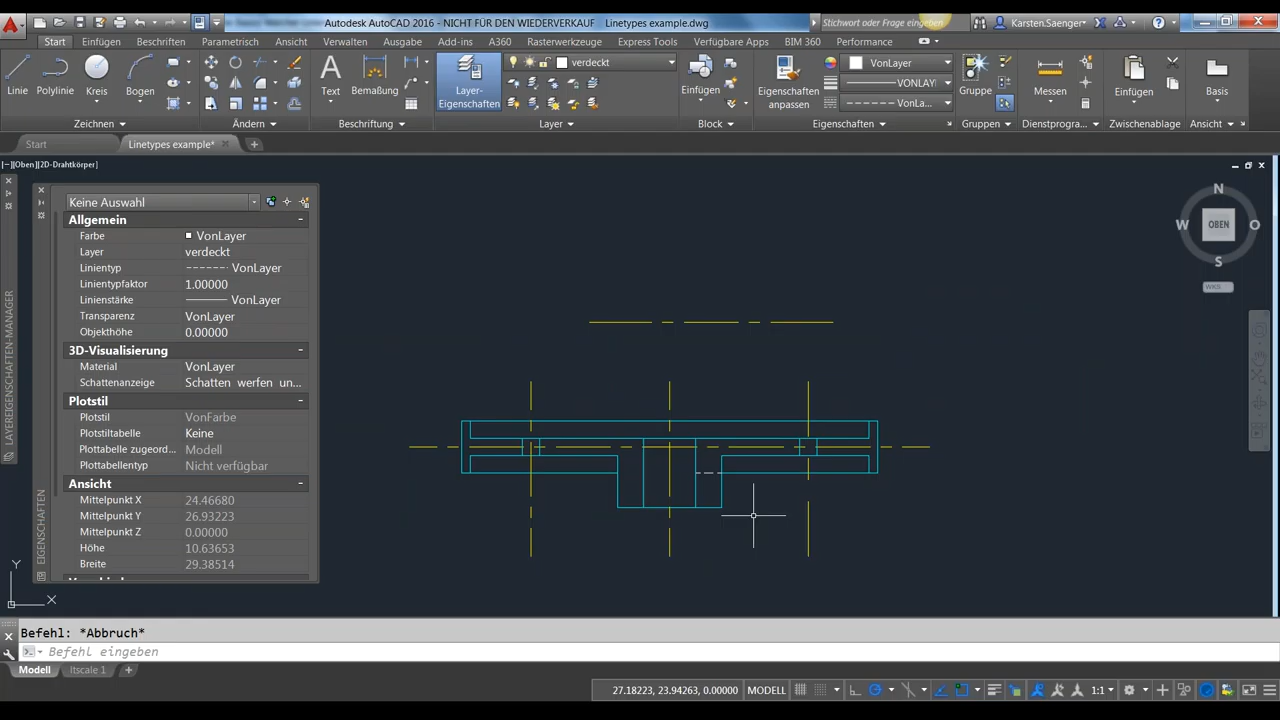 Autodesk AutoCAD 2016 - NICHT FÜR DEN WIEDERVERKAUF Linetypes example.dwg
Stichwort oder Frage eingeben
Karsten.Saenger
Start Einfügen Beschriften Parametrisch Ansicht Verwalten Ausgabe Add-ins A360 Rasterwerkzeuge Express Tools Verfügbare Apps BIM 360 Performance
Linie Polylinie Kreis Bogen
Text Bemaßung
Layer-Eigenschaften
verdeckt
Einfügen
Eigenschaften anpassen
VonLayer
VONLAY
VonLa...
Gruppe
Messen
Einfügen
Basis
Zeichnen Ändern Beschriftung Layer Block Eigenschaften Gruppen Dienstprogram... Zwischenablage Ansicht
Start Linetypes example*
[−][Oben][2D-Drahtkörper]
LAYEREIGENSCHAFTEN-MANAGER
EIGENSCHAFTEN
Keine Auswahl
Allgemein
Farbe VonLayer
Layer verdeckt
Linientyp VonLayer
Linientypfaktor 1.00000
Linienstärke VonLayer
Transparenz VonLayer
Objekthöhe 0.00000
3D-Visualisierung
Material VonLayer
Schattenanzeige Schatten werfen un...
Plotstil
Plotstil VonFarbe
Plotstiltabelle Keine
Plottabelle zugeord... Modell
Plottabellentyp Nicht verfügbar
Ansicht
Mittelpunkt X 24.46680
Mittelpunkt Y 26.93223
Mittelpunkt Z 0.00000
Höhe 10.63653
Breite 29.38514
N
W OBEN O
S
WKS
Y
X
Befehl: *Abbruch*
Befehl eingeben
Modell ltscale 1
27.18223, 23.94263, 0.00000 MODELL 1:1